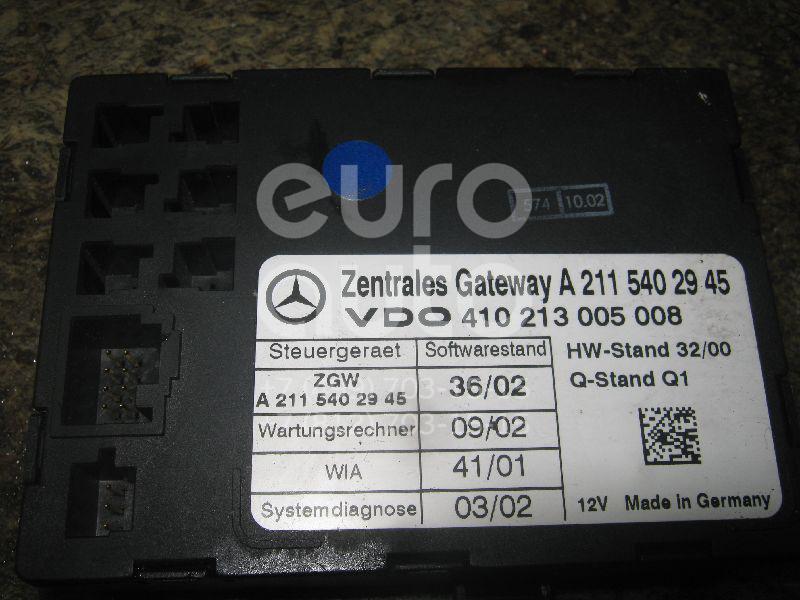 euro
auto
574 10.02
Zentrales Gateway A 211 540 29 45
VDO 410 213 005 008
Steuergeraet Softwarestand
HW-Stand 32/00
ZGW
A 211 540 29 45
36/02
Q-Stand Q1
Wartungsrechner 09/02
WIA 41/01
Systemdiagnose 03/02
12V Made in Germany